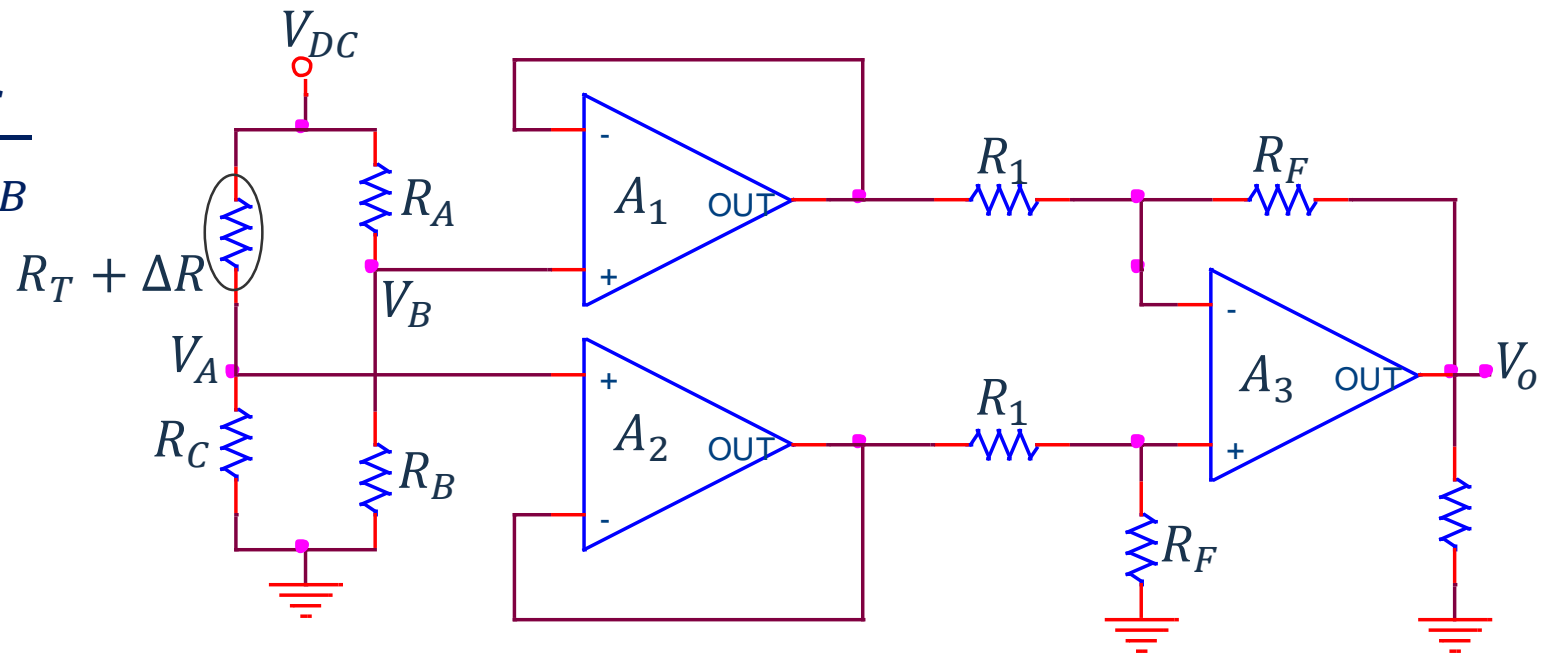 V_DC
B
R_T + ΔR
R_A
V_B
V_A
R_C
R_B
-
A_1
OUT
+
+
A_2
OUT
-
R_1
R_F
R_1
R_F
-
A_3
OUT
+
V_o